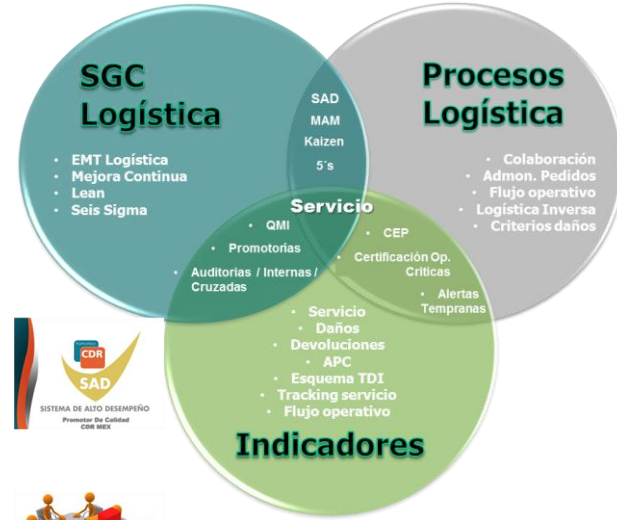 SGC
Logística
• EMT Logística
• Mejora Continua
• Lean
• Seis Sigma
Procesos
Logística
• Colaboración
• Admon. Pedidos
• Flujo operativo
• Logistica Inversa
• Criterios daños
SAD
MAM
Kaizen
5´s
Servicio
• QMI
• Promotorias
• Auditorias / Internas /
Cruzadas
• CEP
• Certificación Op.
Criticas
• Alertas
Tempranas
• Servicio
• Daños
• Devoluciones
• APC
• Esquema TDI
• Tracking servicio
• Flujo operativo
Indicadores
CDR
SAD
SISTEMA DE ALTO DESEMPEÑO
Promotor De Calidad
CDR MEX